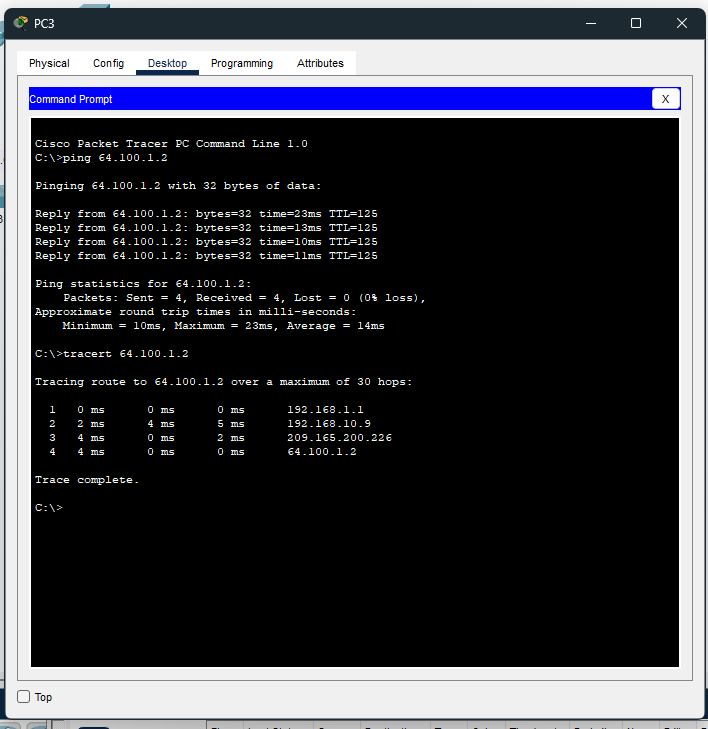 PC3
Physical Config Desktop Programming Attributes
Command Prompt X
Cisco Packet Tracer PC Command Line 1.0
C:\>ping 64.100.1.2
Pinging 64.100.1.2 with 32 bytes of data:
Reply from 64.100.1.2: bytes=32 time=23ms TTL=125
Reply from 64.100.1.2: bytes=32 time=13ms TTL=125
Reply from 64.100.1.2: bytes=32 time=10ms TTL=125
Reply from 64.100.1.2: bytes=32 time=11ms TTL=125
Ping statistics for 64.100.1.2:
Packets: Sent = 4, Received = 4, Lost = 0 (0% loss),
Approximate round trip times in milli-seconds:
Minimum = 10ms, Maximum = 23ms, Average = 14ms
C:\>tracert 64.100.1.2
Tracing route to 64.100.1.2 over a maximum of 30 hops:
1 0 ms 0 ms 0 ms 192.168.1.1
2 2 ms 4 ms 5 ms 192.168.10.9
3 4 ms 0 ms 2 ms 209.165.200.226
4 4 ms 0 ms 0 ms 64.100.1.2
Trace complete.
C:\>
Top